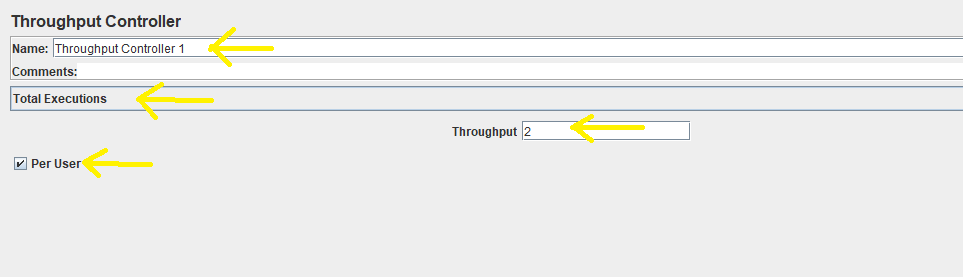 Throughput Controller
Name: Throughput Controller 1
Comments:
Total Executions
Throughput 2
Per User